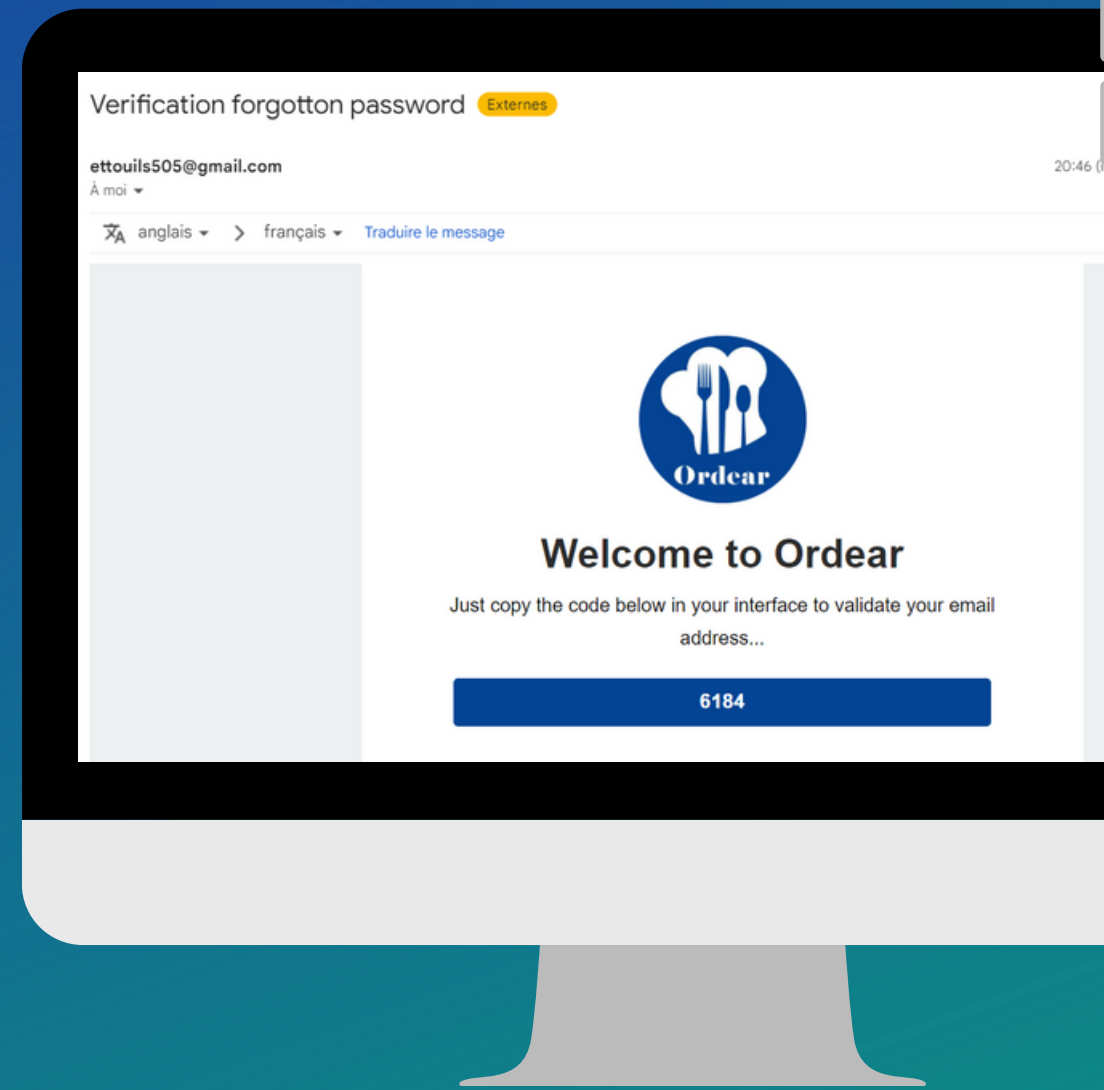 Verification forgotton password Externes
ettouils505@gmail.com
20:46
À moi
anglais > français Traduire le message
Ordear
Welcome to Ordear
Just copy the code below in your interface to validate your email
address...
6184